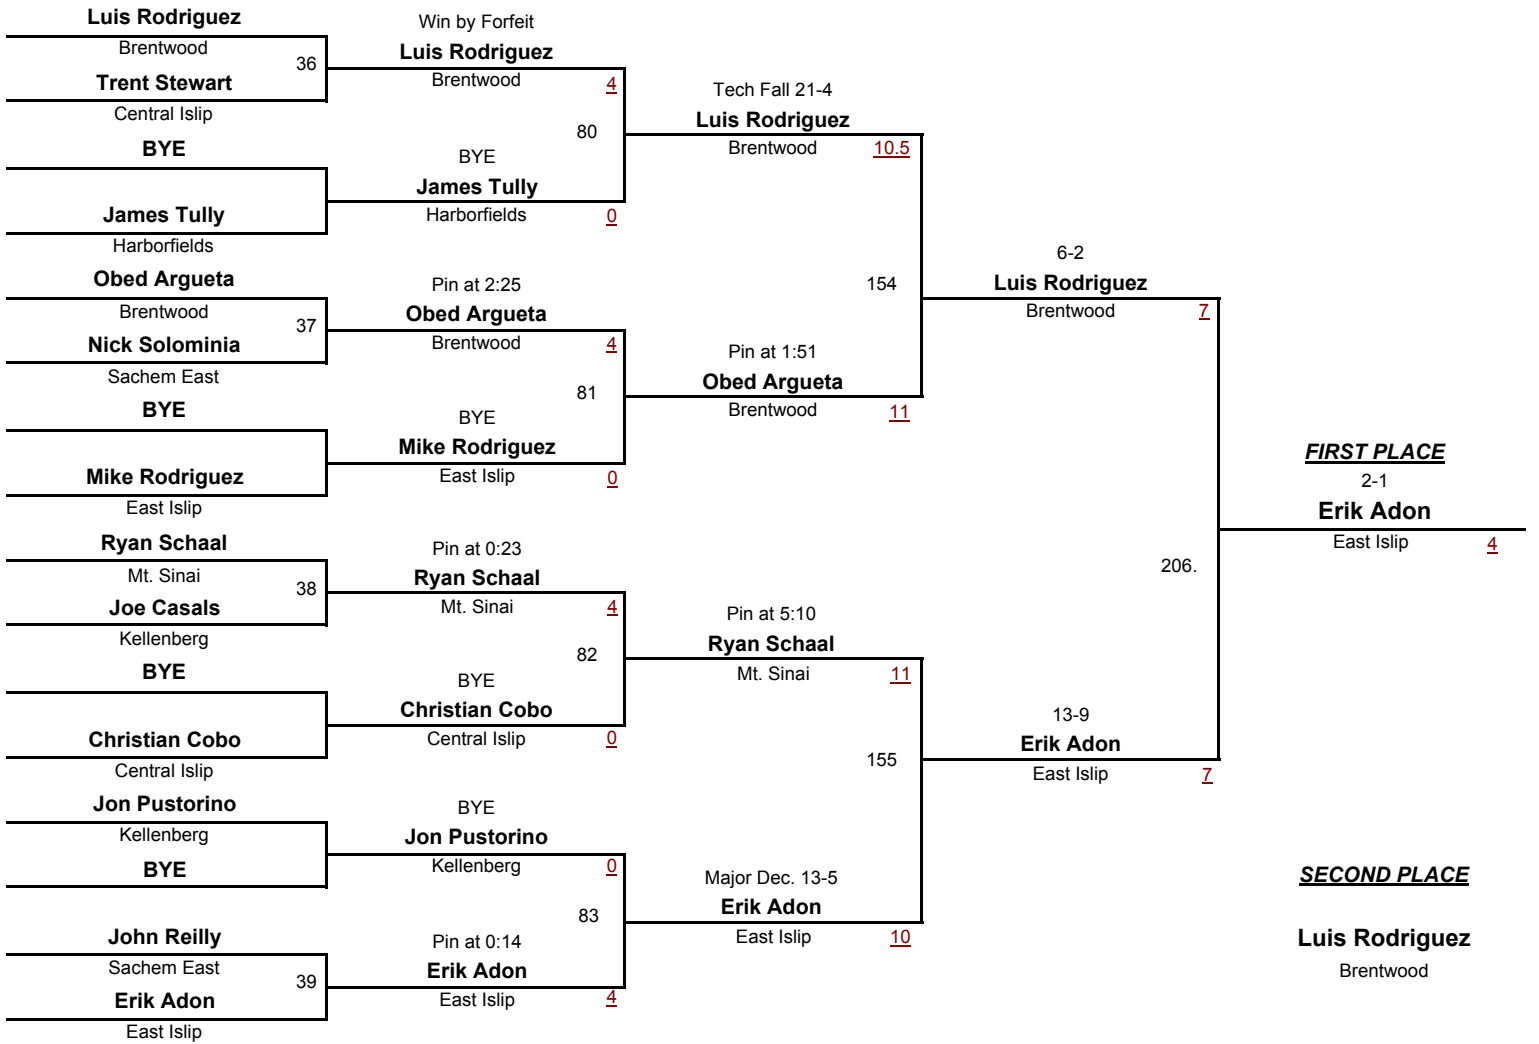 Luis Rodriguez
Brentwood
36
Trent Stewart
Central Islip
BYE
James Tully
Harborfields
Obed Argueta
Brentwood
37
Nick Solominia
Sachem East
BYE
Mike Rodriguez
East Islip
Ryan Schaal
Mt. Sinai
38
Joe Casals
Kellenberg
BYE
Christian Cobo
Central Islip
Jon Pustorino
Kellenberg
BYE
John Reilly
Sachem East
39
Erik Adon
East Islip
Win by Forfeit
Luis Rodriguez
Brentwood
4
80
BYE
James Tully
Harborfields
0
Pin at 2:25
Obed Argueta
Brentwood
4
81
BYE
Mike Rodriguez
East Islip
0
Pin at 0:23
Ryan Schaal
Mt. Sinai
4
82
BYE
Christian Cobo
Central Islip
0
BYE
Jon Pustorino
Kellenberg
0
83
Pin at 0:14
Erik Adon
East Islip
4
Tech Fall 21-4
Luis Rodriguez
Brentwood
10.5
154
Pin at 1:51
Obed Argueta
Brentwood
11
Pin at 5:10
Ryan Schaal
Mt. Sinai
11
155
Major Dec. 13-5
Erik Adon
East Islip
10
6-2
Luis Rodriguez
Brentwood
7
206.
13-9
Erik Adon
East Islip
7
FIRST PLACE
2-1
Erik Adon
East Islip
4
SECOND PLACE
Luis Rodriguez
Brentwood